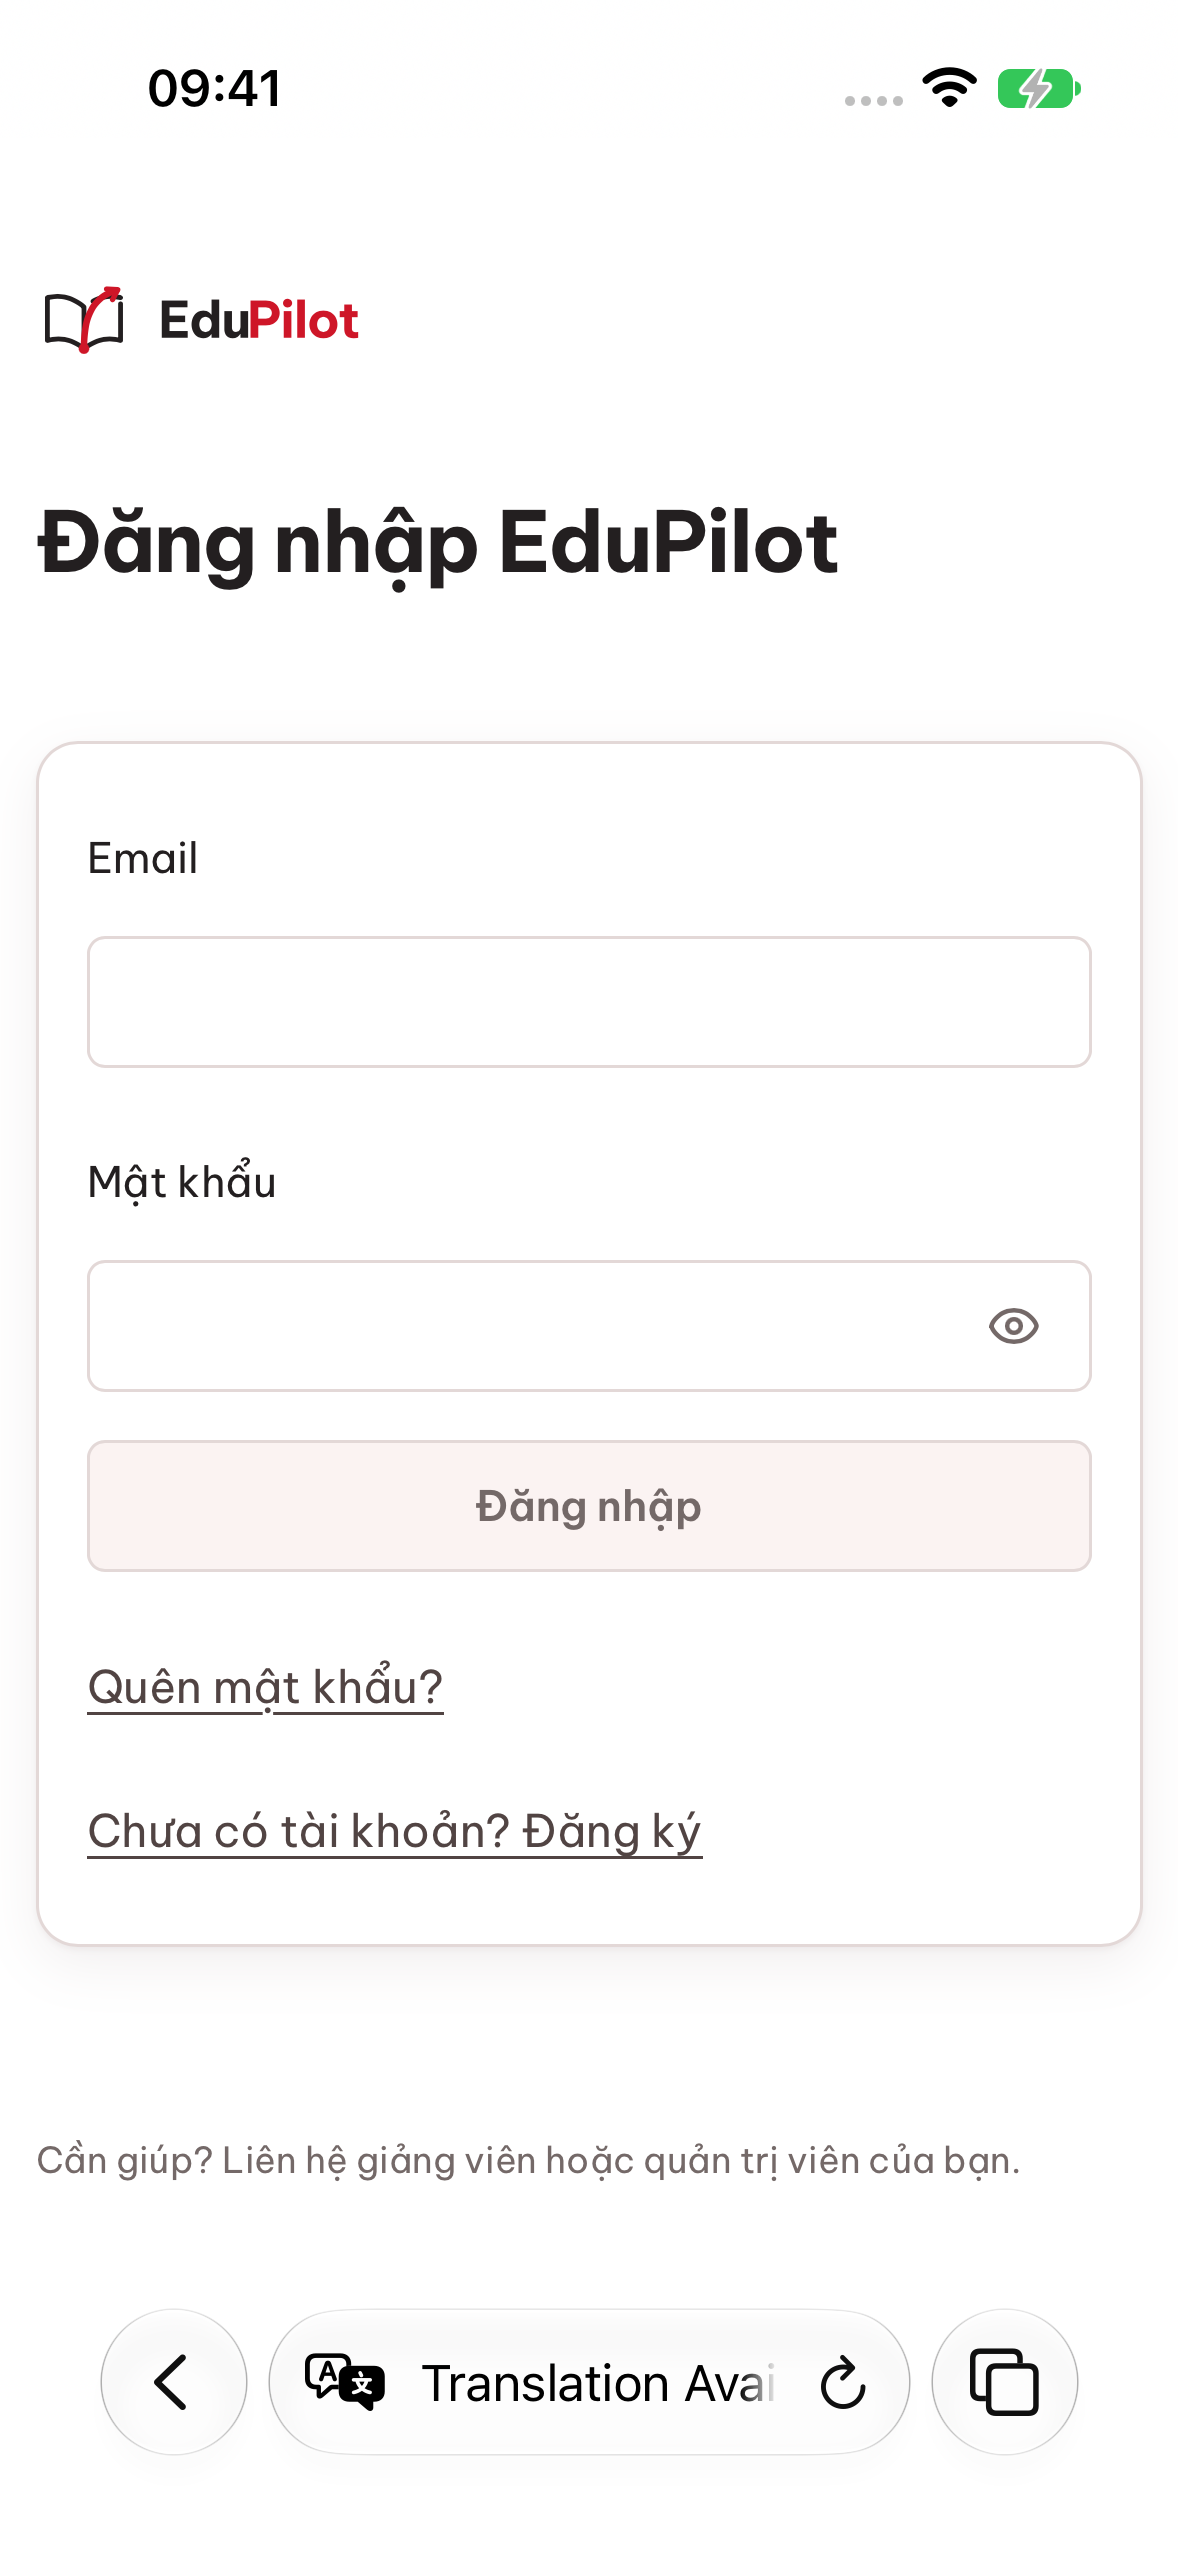 09:41
EduPilot
Đăng nhập EduPilot
Email
Mật khẩu
Đăng nhập
Quên mật khẩu?
Chưa có tài khoản? Đăng ký
Cần giúp? Liên hệ giảng viên hoặc quản trị viên của bạn.
A 文 Translation Avai